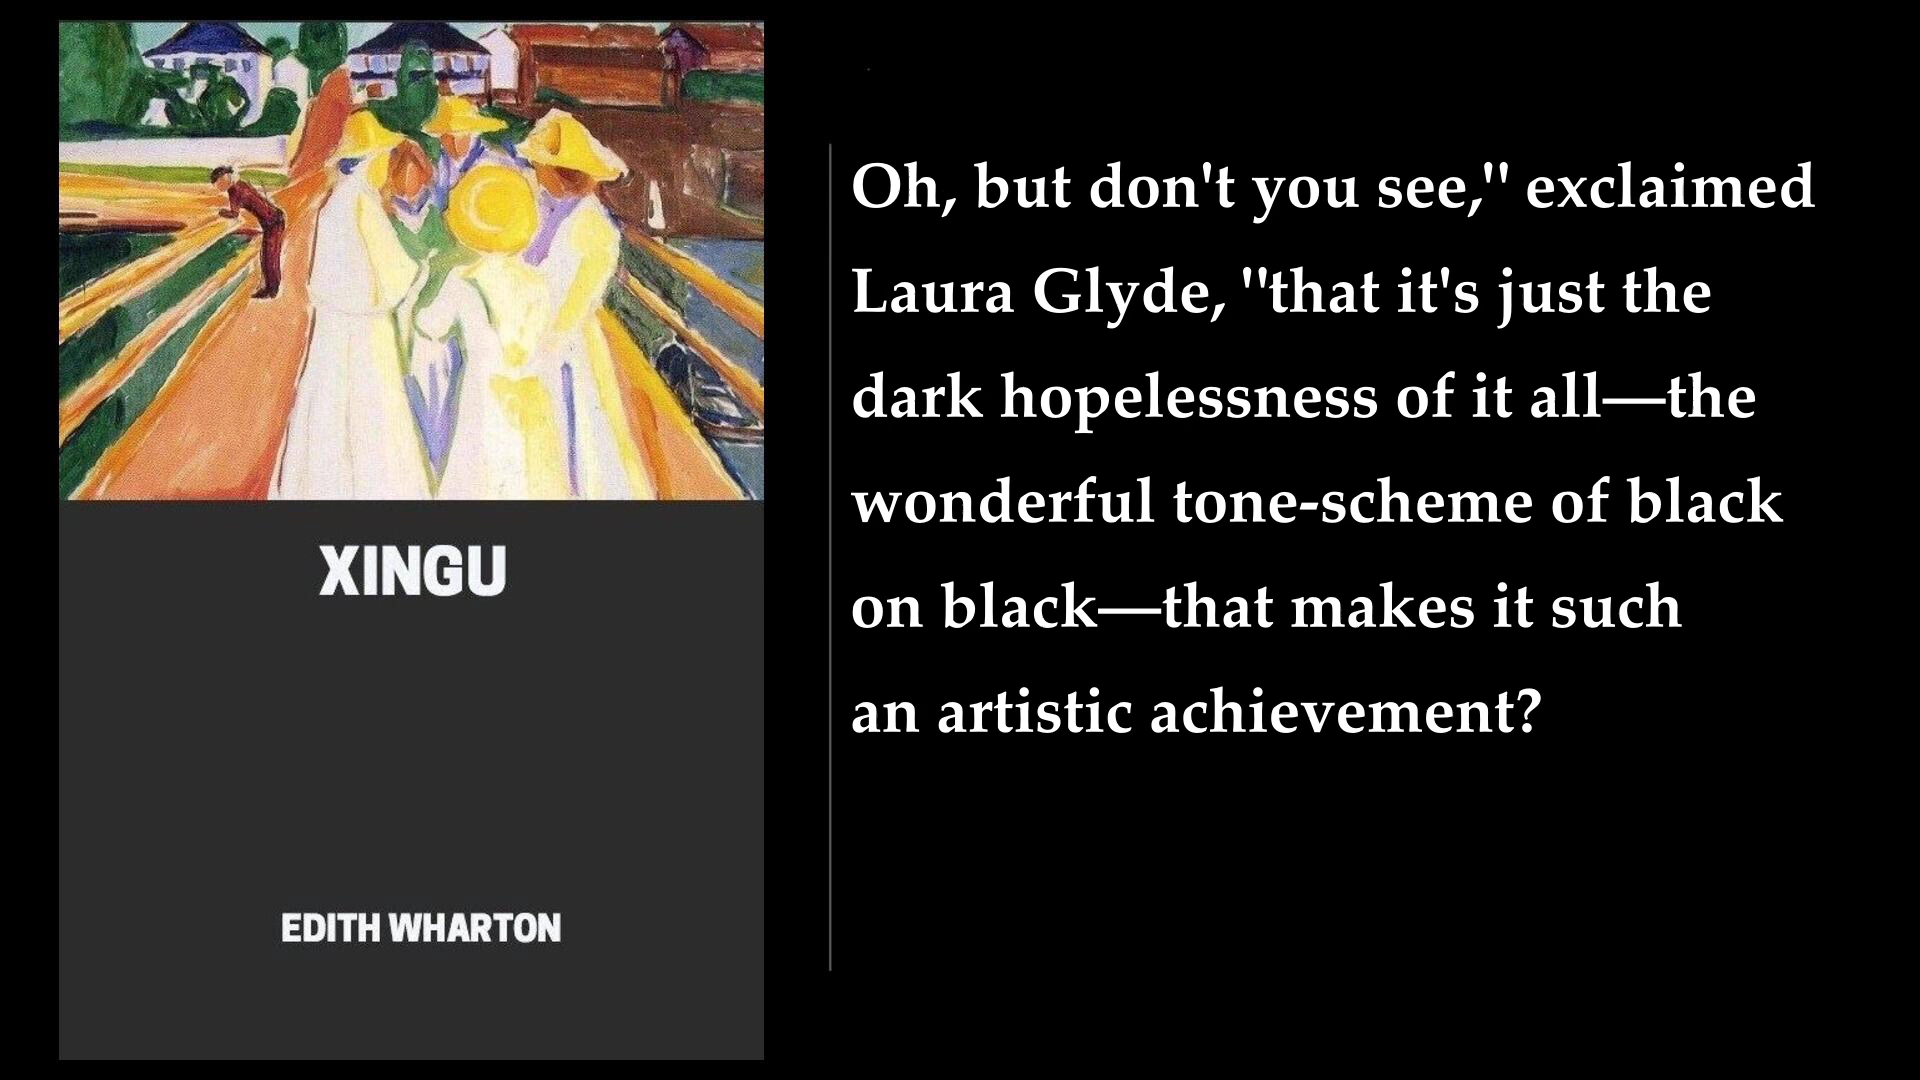 XINGU
EDITH WHARTON
Oh, but don't you see," exclaimed
Laura Glyde, "that it's just the
dark hopelessness of it all—the
wonderful tone-scheme of black
on black—that makes it such
an artistic achievement?